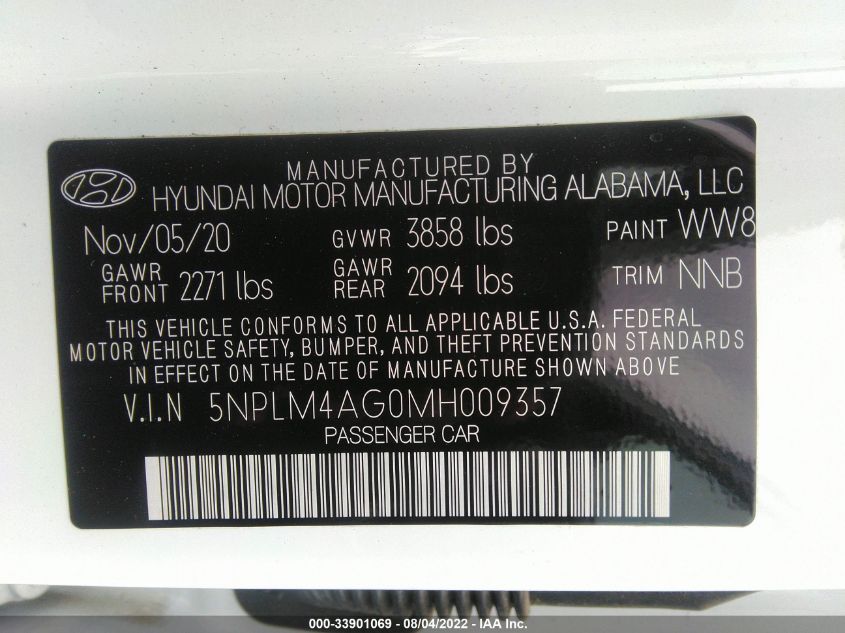 MANUFACTURED BY
HYUNDAI MOTOR MANUFACTURING ALABAMA, LLC
Nov/05/20 GVWR 3858 lbs PAINT WW8
GAWR FRONT 2271 lbs GAWR REAR 2094 lbs TRIM NNB
THIS VEHICLE CONFORMS TO ALL APPLICABLE U.S.A. FEDERAL
MOTOR VEHICLE SAFETY, BUMPER, AND THEFT PREVENTION STANDARDS
IN EFFECT ON THE DATE OF MANUFACTURE SHOWN ABOVE
V.I.N 5NPLM4AG0MH009357
PASSENGER CAR
000-33901069 - 08/04/2022 - IAA Inc.